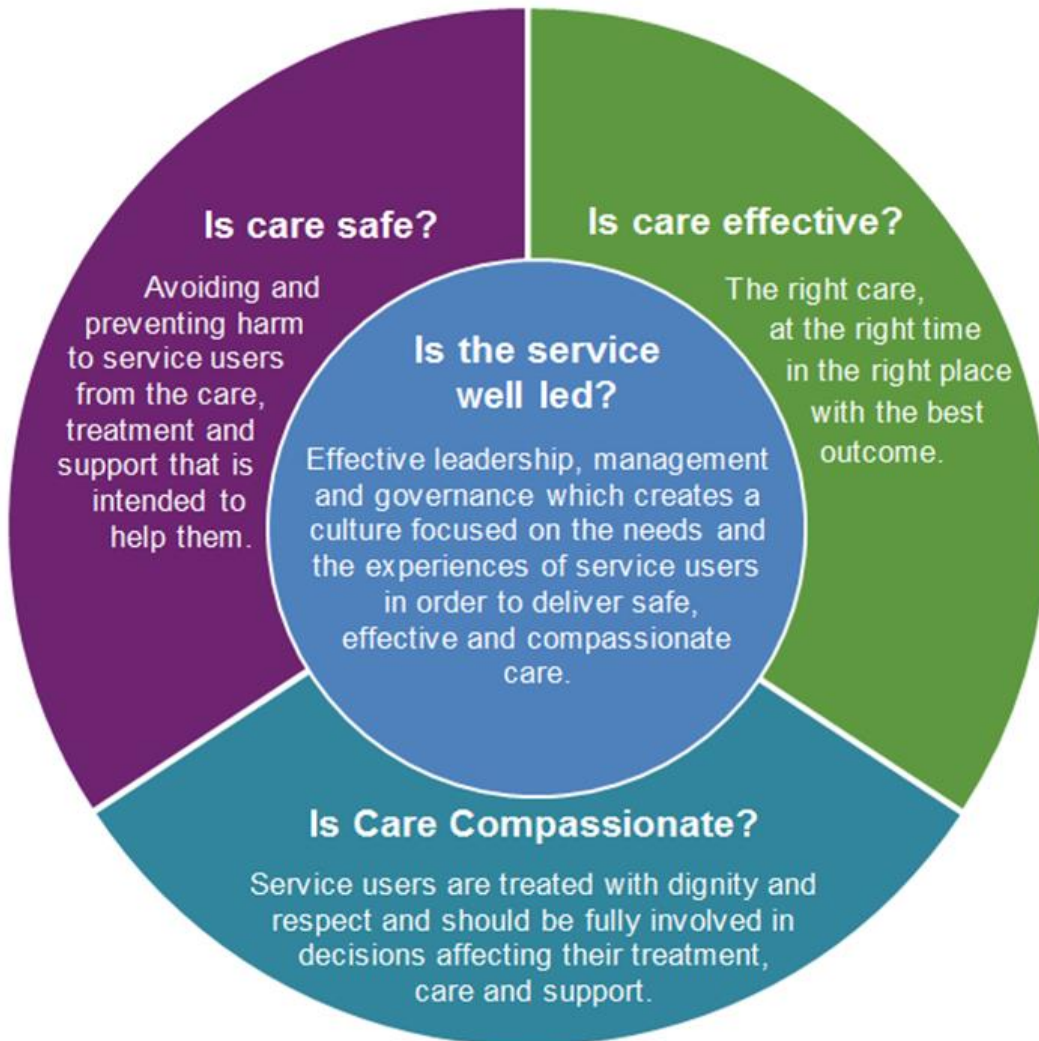 Is care safe?
Avoiding and
preventing harm
to service users
from the care,
treatment and
support that is
intended to
help them.
Is care effective?
The right care,
at the right time
in the right place
with the best
outcome.
Is the service
well led?
Effective leadership, management
and governance which creates a
culture focused on the needs and
the experiences of service users
in order to deliver safe,
effective and compassionate
care.
Is Care Compassionate?
Service users are treated with dignity and
respect and should be fully involved in
decisions affecting their treatment,
care and support.